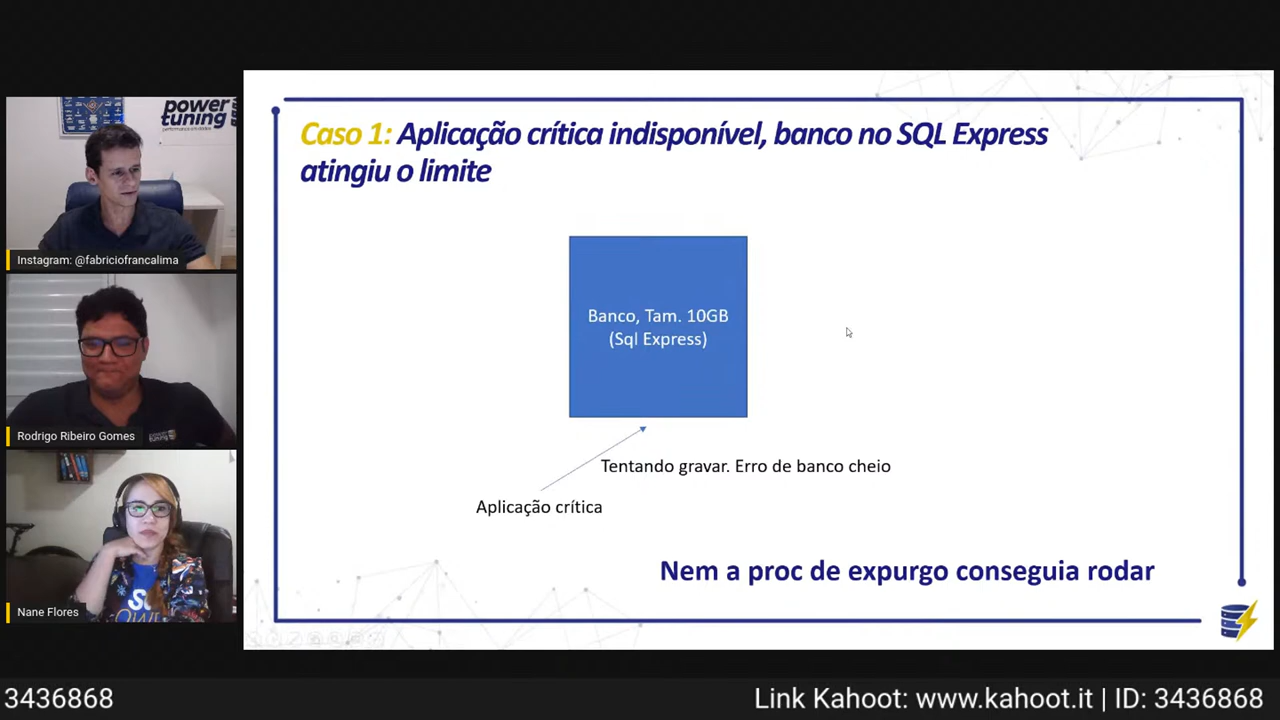 power
tuning
Instagram: @fabriciofrancalima
Rodrigo Ribeiro Gomes
Nane Flores
Caso 1: Aplicação crítica indisponível, banco no SQL Express
atingiu o limite
Banco, Tam. 10GB
(Sql Express)
Tentando gravar. Erro de banco cheio
Aplicação crítica
Nem a proc de expurgo conseguia rodar
3436868
Link Kahoot: www.kahoot.it | ID: 3436868